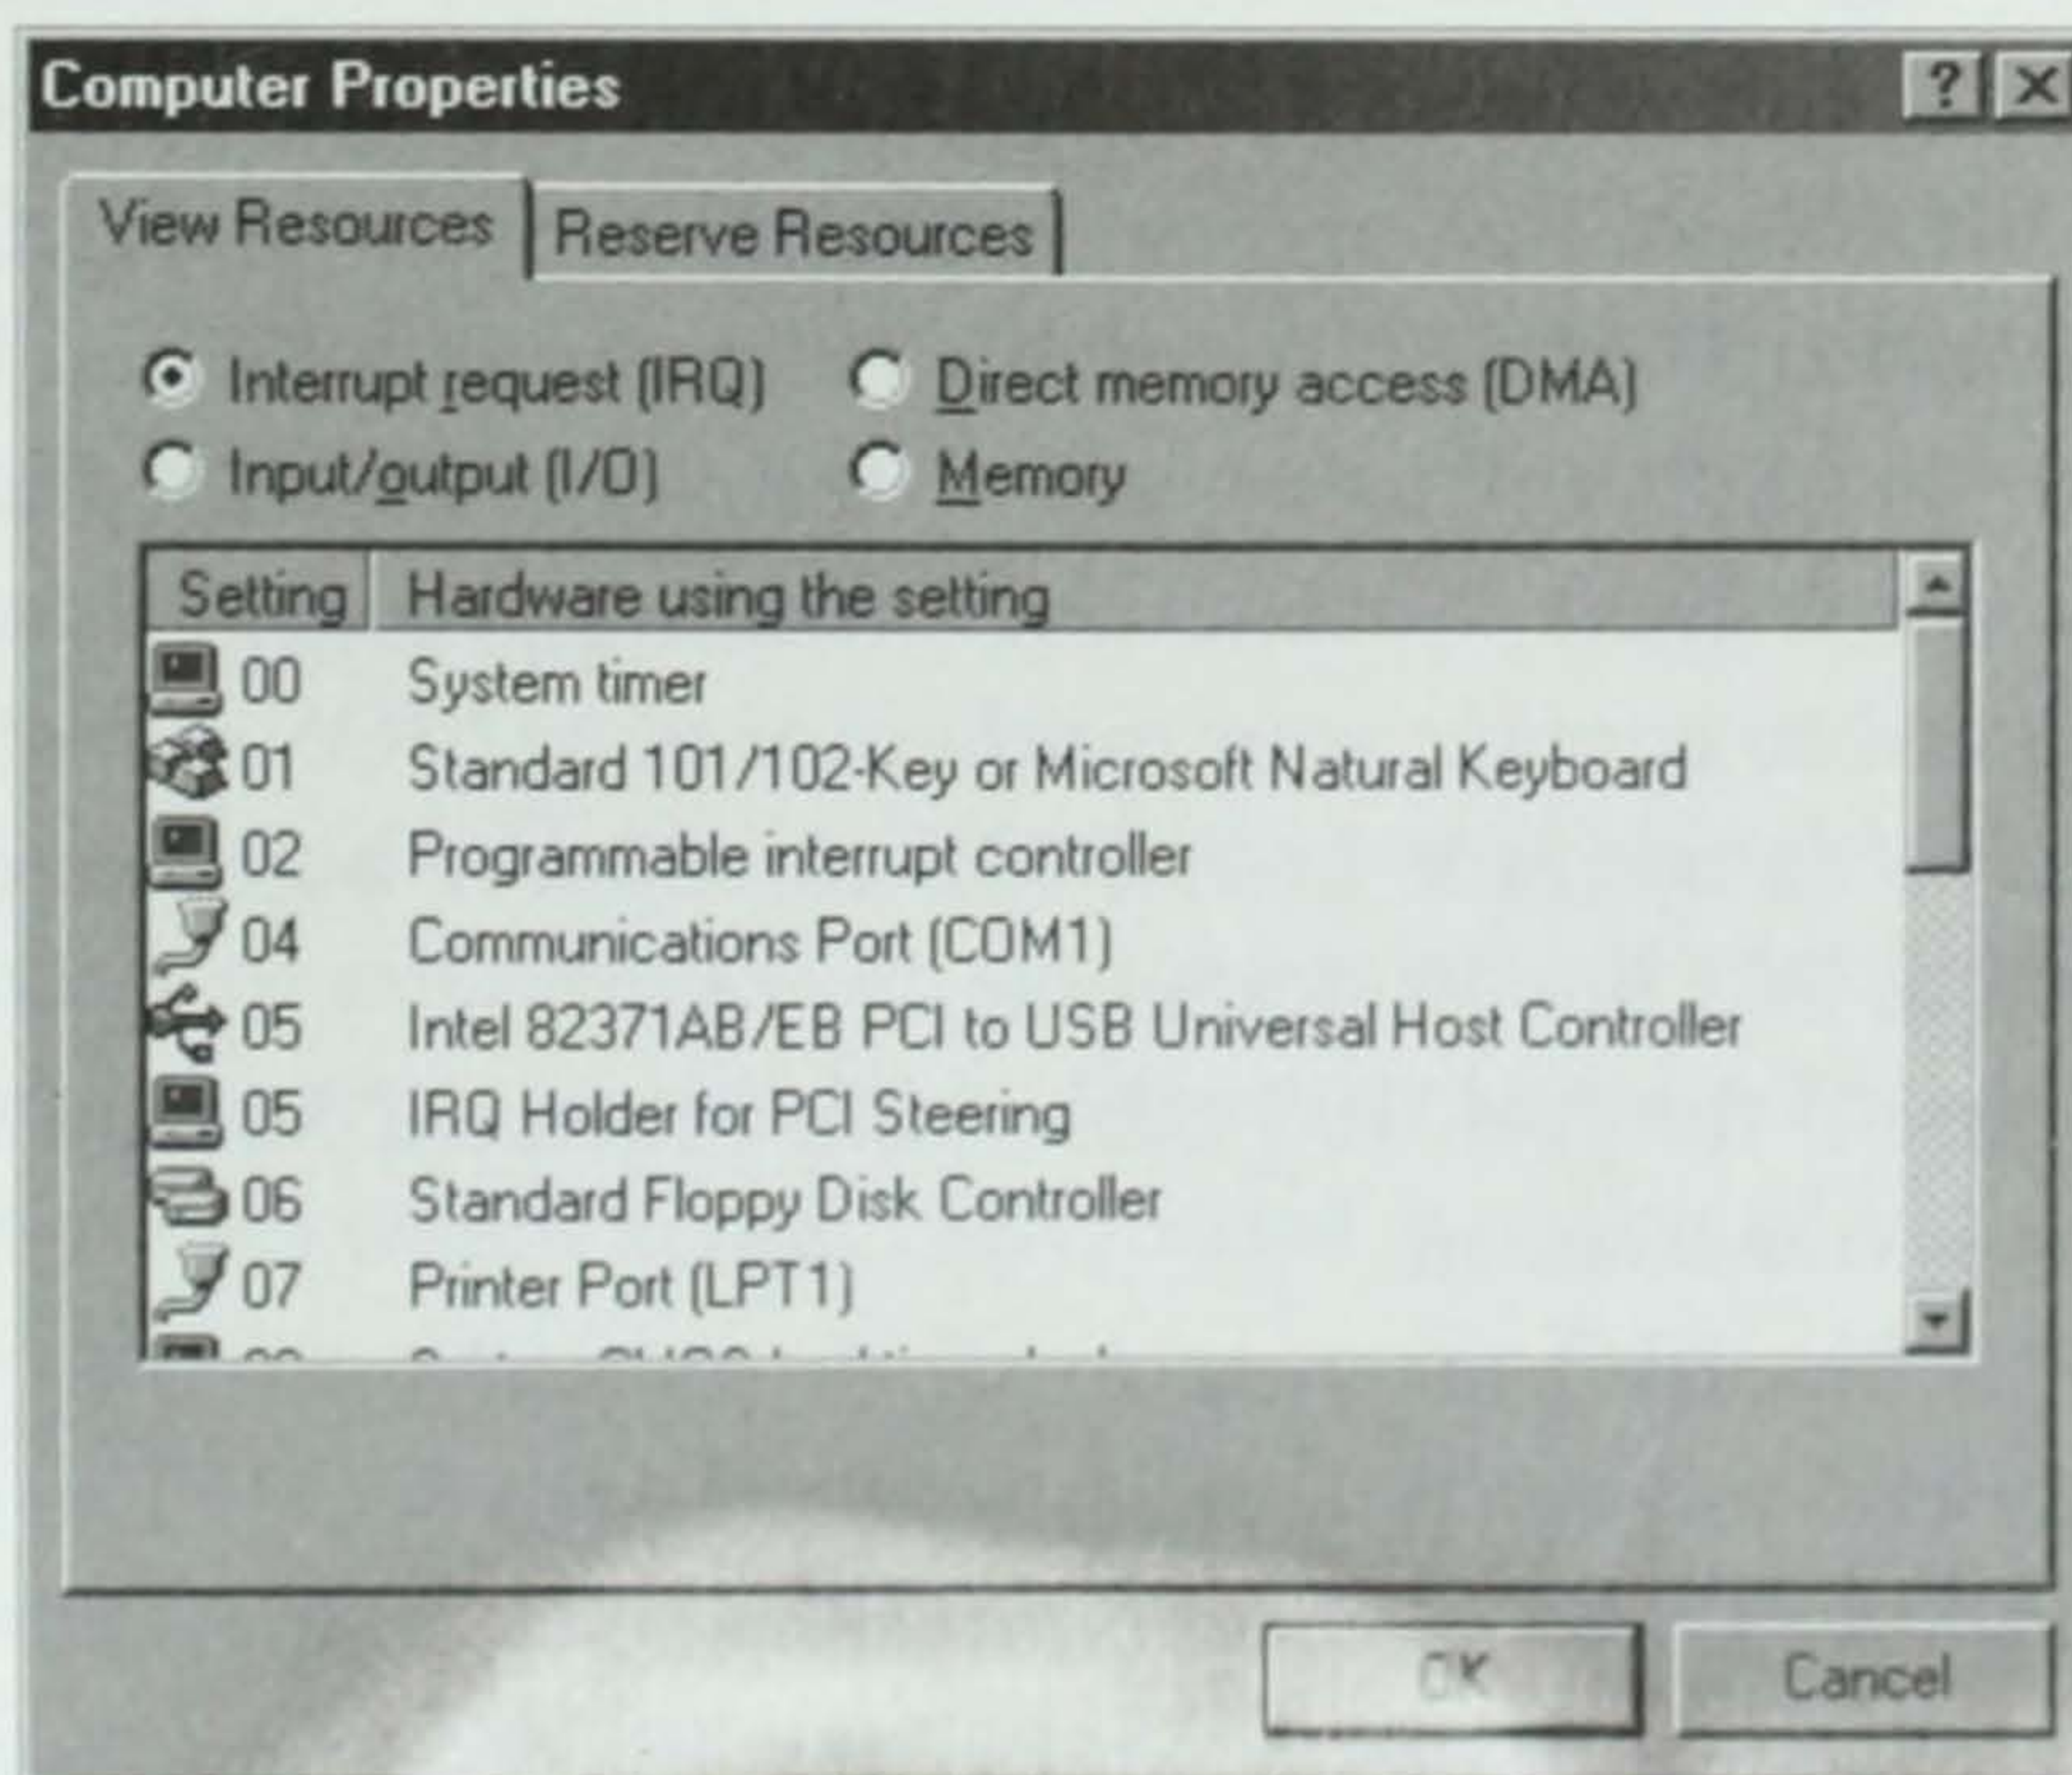 Computer Properties ? X
View Resources Reserve Resources
Interrupt request (IRQ) Direct memory access (DMA)
Input/output (I/O) Memory
Setting Hardware using the setting
00 System timer
01 Standard 101/102-Key or Microsoft Natural Keyboard
02 Programmable interrupt controller
04 Communications Port (COM1)
05 Intel 82371AB/EB PCI to USB Universal Host Controller
05 IRQ Holder for PCI Steering
06 Standard Floppy Disk Controller
07 Printer Port (LPT1)
OK Cancel